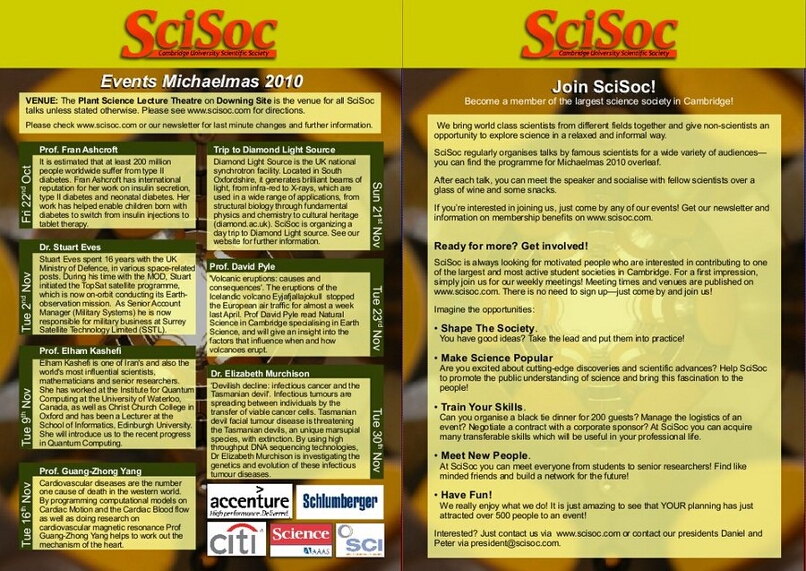 SciSoc
Cambridge University Scientific Society
Events Michaelmas 2010
VENUE: The Plant Science Lecture Theatre on Downing Site is the venue for all SciSoc
talks unless stated otherwise. Please see www.scisoc.com for directions.
Please check www.scisoc.com or our newsletter for last minute changes and further information.
Fri 22nd Oct
Prof. Fran Ashcroft
It is estimated that at least 200 million
people worldwide suffer from type II
diabetes. Fran Ashcroft has international
reputation for her work on insulin secretion,
type II diabetes and neonatal diabetes. Her
work has helped enable children born with
diabetes to switch from insulin injections to
tablet therapy.
Tue 2nd Nov
Dr. Stuart Eves
Stuart Eves spent 16 years with the UK
Ministry of Defence, in various space-related
posts. During his time with the MOD, Stuart
initiated the TopSat satellite programme,
which is now on-orbit conducting its Earth-
observation mission. As Senior Account
Manager (Military Systems) he is now
responsible for military business at Surrey
Satellite Technology Limited (SSTL).
Tue 9th Nov
Prof. Elham Kashefi
Elham Kashefi is one of Iran's and also the
world's most influential scientists,
mathematicians and senior researchers.
She has worked at the Institute for Quantum
Computing at the University of Waterloo,
Canada, as well as Christ Church College in
Oxford and has been a Lecturer at the
School of Informatics, Edinburgh University.
She will introduce us to the recent progress
in Quantum Computing.
Tue 16th Nov
Prof. Guang-Zhong Yang
Cardiovascular diseases are the number
one cause of death in the western world.
By programming computational models on
Cardiac Motion and the Cardiac Blood flow
as well as doing research on
cardiovascular magnetic resonance Prof
Guang-Zhong Yang helps to work out the
mechanism of the heart.
Trip to Diamond Light Source
Diamond Light Source is the UK national
synchrotron facility. Located in South
Oxfordshire, it generates brilliant beams of
light, from infra-red to X-rays, which are
used in a wide range of applications, from
structural biology through fundamental
physics and chemistry to cultural heritage
(diamond.ac.uk). SciSoc is organizing a
day trip to Diamond Light source. See our
website for further information.
Sun 21st Nov
Prof. David Pyle
'Volcanic eruptions: causes and
consequences'. The eruptions of the
Icelandic volcano Eyjafjallajokull stopped
the European air traffic for almost a week
last April. Prof David Pyle read Natural
Science in Cambridge specialising in Earth
Science, and will give an insight into the
factors that influence when and how
volcanoes erupt.
Tue 23rd Nov
Dr. Elizabeth Murchison
'Devilish decline: infectious cancer and the
Tasmanian devil'. Infectious tumours are
spreading between individuals by the
transfer of viable cancer cells. Tasmanian
devil facial tumour disease is threatening
the Tasmanian devils, an unique marsupial
species, with extinction. By using high
throughput DNA sequencing technologies,
Dr Elizabeth Murchison is investigating the
genetics and evolution of these infectious
tumour diseases.
Tue 30th Nov
accenture
High performance. Delivered.
Schlumberger
citi
Science
AAAS
SCI
SciSoc
Cambridge University Scientific Society
Join SciSoc!
Become a member of the largest science society in Cambridge!
We bring world class scientists from different fields together and give non-scientists an
opportunity to explore science in a relaxed and informal way.
SciSoc regularly organises talks by famous scientists for a wide variety of audiences—
you can find the programme for Michaelmas 2010 overleaf.
After each talk, you can meet the speaker and socialise with fellow scientists over a
glass of wine and some snacks.
If you're interested in joining us, just come by any of our events! Get our newsletter and
information on membership benefits on www.scisoc.com.
Ready for more? Get involved!
SciSoc is always looking for motivated people who are interested in contributing to one
of the largest and most active student societies in Cambridge. For a first impression,
simply join us for our weekly meetings! Meeting times and venues are published on
www.scisoc.com. There is no need to sign up—just come by and join us!
Imagine the opportunities:
• Shape The Society.
You have good ideas? Take the lead and put them into practice!
• Make Science Popular
Are you excited about cutting-edge discoveries and scientific advances? Help SciSoc
to promote the public understanding of science and bring this fascination to the
people!
• Train Your Skills.
Can you organise a black tie dinner for 200 guests? Manage the logistics of an
event? Negotiate a contract with a corporate sponsor? At SciSoc you can acquire
many transferable skills which will be useful in your professional life.
• Meet New People.
At SciSoc you can meet everyone from students to senior researchers! Find like
minded friends and build a network for the future!
• Have Fun!
We really enjoy what we do! It is just amazing to see that YOUR planning has just
attracted over 500 people to an event!
Interested? Just contact us via www.scisoc.com or contact our presidents Daniel and
Peter via president@scisoc.com.